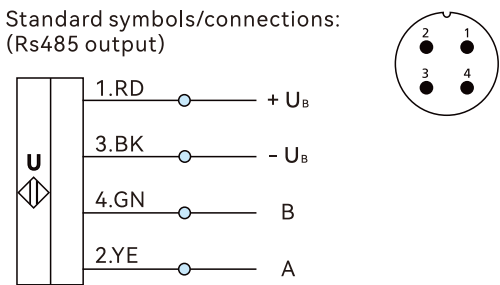 Standard symbols/connections:
(Rs485 output)
2 1
3 4
1.RD + UB
3.BK - UB
U
4.GN B
2.YE A